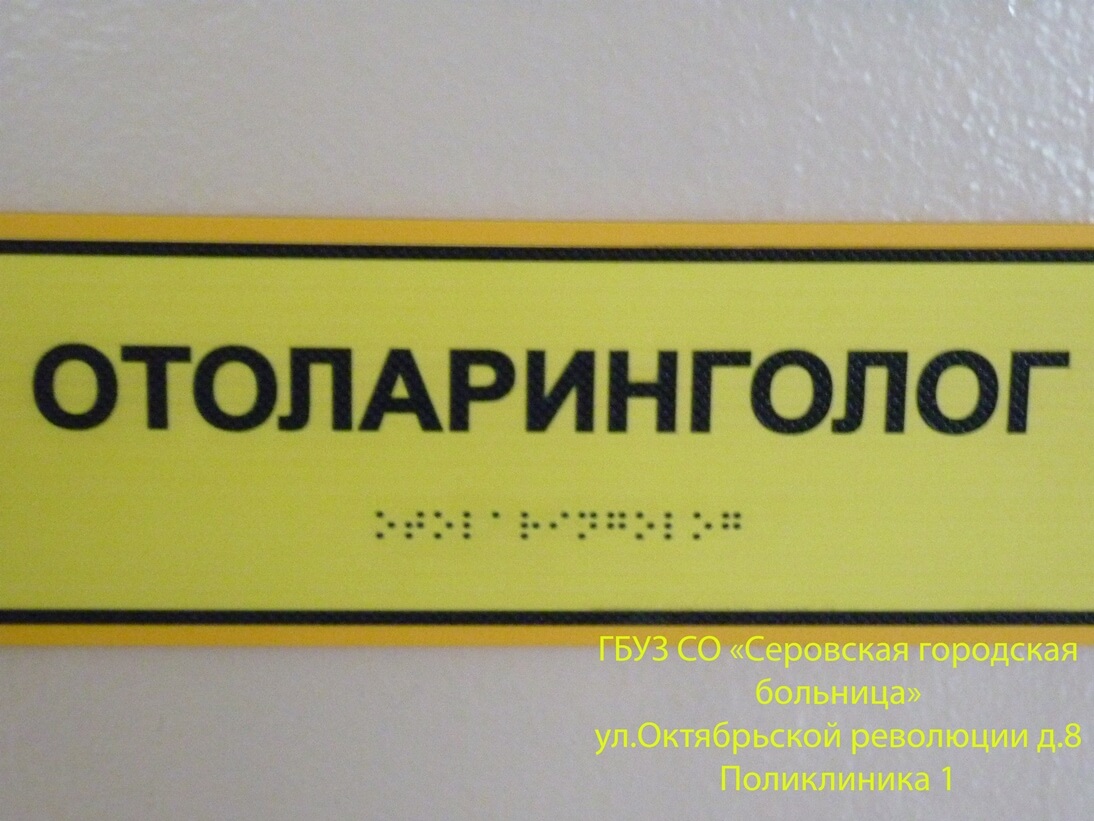 ОТОЛАРИНГОЛОГ
⠕⠞⠕⠇⠁⠗⠊⠝⠛⠕⠇⠕⠛
ГБУЗ СО «Серовская городская
больница»
ул.Октябрьской революции д.8
Поликлиника 1